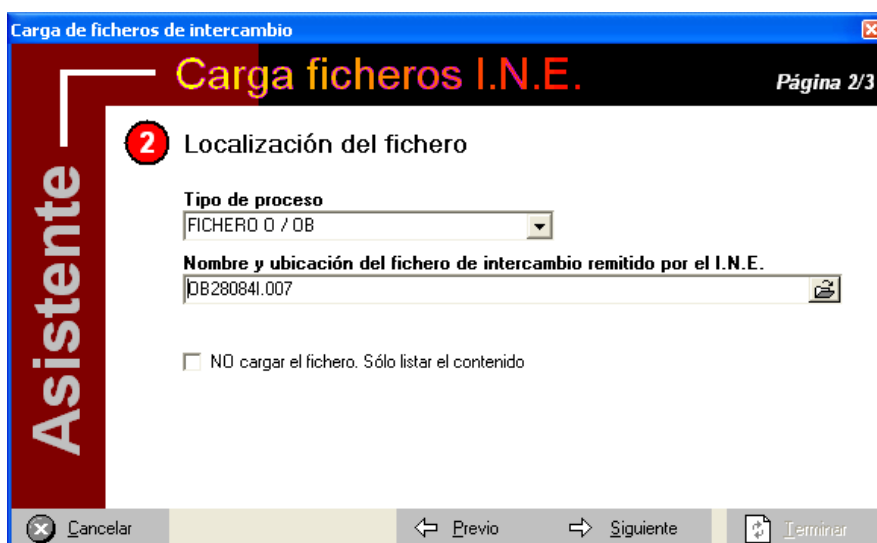 Carga de ficheros de intercambio
Carga ficheros I.N.E.
Página 2/3
Asistente
2 Localización del fichero
Tipo de proceso
FICHERO O / OB
Nombre y ubicación del fichero de intercambio remitido por el I.N.E.
OB28084I.007
NO cargar el fichero. Sólo listar el contenido
Cancelar
Previo
Siguiente
Terminar